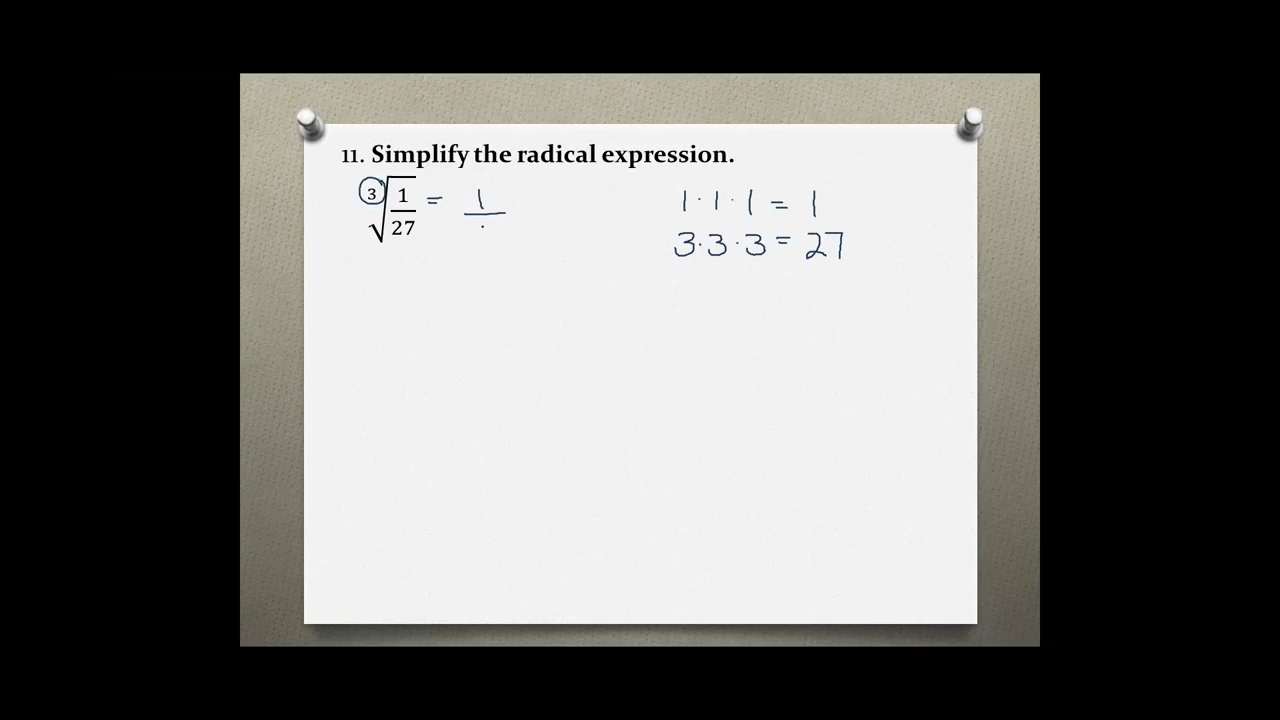 11. Simplify the radical expression.
∛(1/27) = 1/
1 · 1 · 1 = 1
3 · 3 · 3 = 27